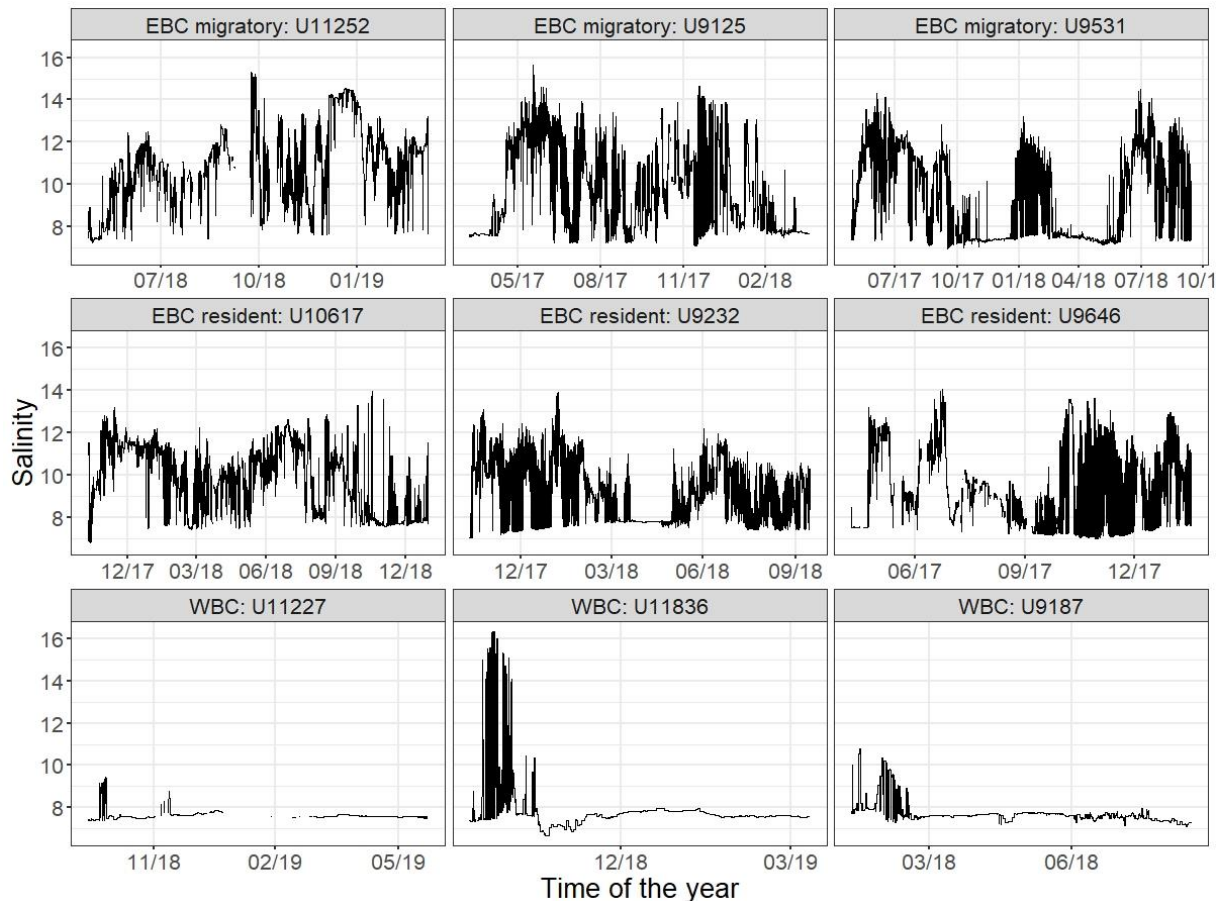 EBC migratory: U11252 EBC migratory: U9125 EBC migratory: U9531
16
14
12
10
8
07/18 10/18 01/19 05/17 08/17 11/17 02/18 07/17 10/17 01/18 04/18 07/18 10/1
EBC resident: U10617 EBC resident: U9232 EBC resident: U9646
16
14
12
10
8
Salinity
12/17 03/18 06/18 09/18 12/18 12/17 03/18 06/18 09/18 06/17 09/17 12/17
WBC: U11227 WBC: U11836 WBC: U9187
16
14
12
10
8
11/18 02/19 05/19 12/18 03/19 03/18 06/18
Time of the year